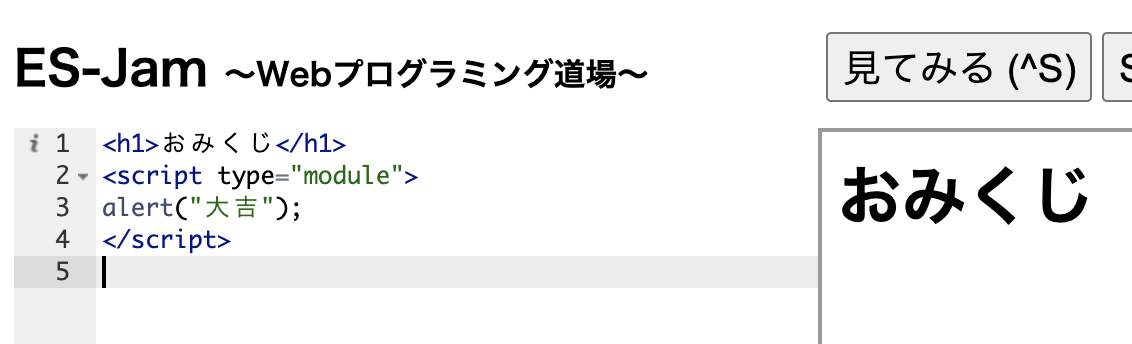 ES-Jam ～Webプログラミング道場～
見てみる (^S)
i 1 <h1>おみくじ</h1>
2 <script type="module">
3 alert("大吉");
4 </script>
5
おみくじ